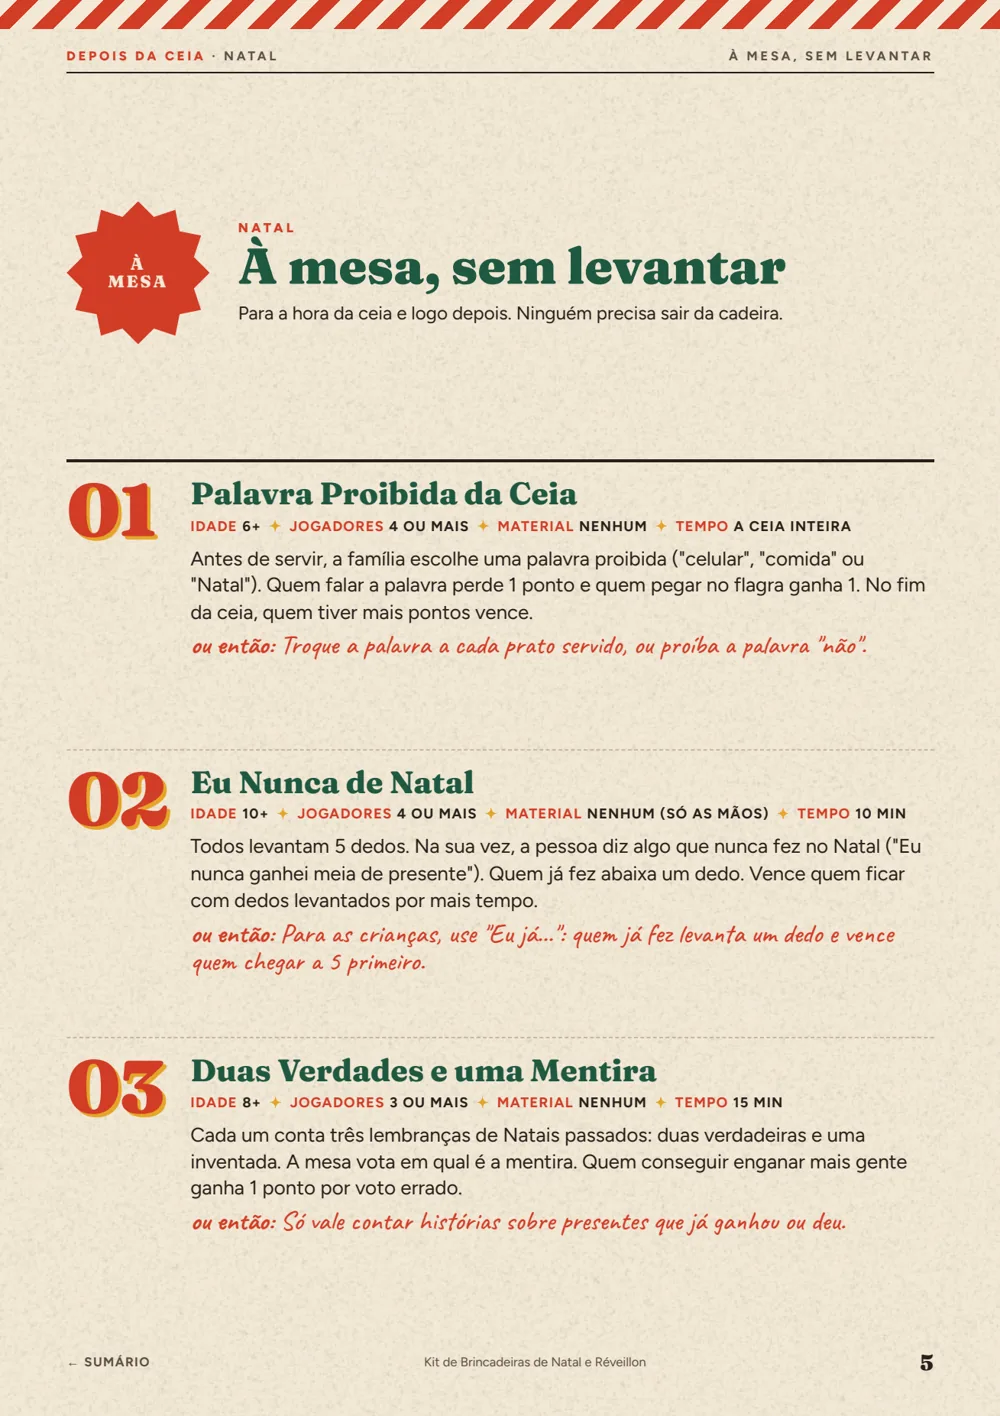 DEPOIS DA CEIA · NATAL
À MESA, SEM LEVANTAR
À
MESA
NATAL
À mesa, sem levantar
Para a hora da ceia e logo depois. Ninguém precisa sair da cadeira.
01
Palavra Proibida da Ceia
IDADE 6+ ✦ JOGADORES 4 OU MAIS ✦ MATERIAL NENHUM ✦ TEMPO A CEIA INTEIRA
Antes de servir, a família escolhe uma palavra proibida ("celular", "comida" ou
"Natal"). Quem falar a palavra perde 1 ponto e quem pegar no flagra ganha 1. No fim
da ceia, quem tiver mais pontos vence.
ou então: Troque a palavra a cada prato servido, ou proíba a palavra "não".
02
Eu Nunca de Natal
IDADE 10+ ✦ JOGADORES 4 OU MAIS ✦ MATERIAL NENHUM (SÓ AS MÃOS) ✦ TEMPO 10 MIN
Todos levantam 5 dedos. Na sua vez, a pessoa diz algo que nunca fez no Natal ("Eu
nunca ganhei meia de presente"). Quem já fez abaixa um dedo. Vence quem ficar
com dedos levantados por mais tempo.
ou então: Para as crianças, use "Eu já...": quem já fez levanta um dedo e vence
quem chegar a 5 primeiro.
03
Duas Verdades e uma Mentira
IDADE 8+ ✦ JOGADORES 3 OU MAIS ✦ MATERIAL NENHUM ✦ TEMPO 15 MIN
Cada um conta três lembranças de Natais passados: duas verdadeiras e uma
inventada. A mesa vota em qual é a mentira. Quem conseguir enganar mais gente
ganha 1 ponto por voto errado.
ou então: Só vale contar histórias sobre presentes que já ganhou ou deu.
← SUMÁRIO
Kit de Brincadeiras de Natal e Réveillon
5